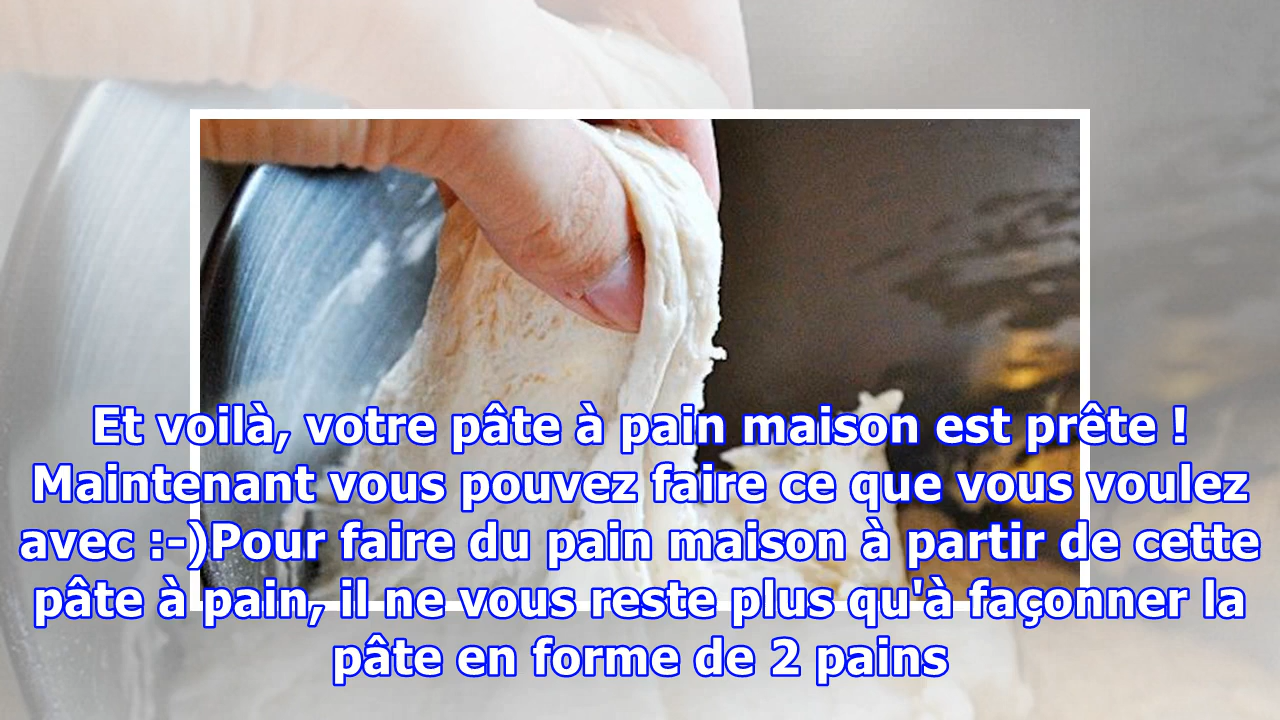 Et voilà, votre pâte à pain maison est prête !
Maintenant vous pouvez faire ce que vous voulez
avec :-)Pour faire du pain maison à partir de cette
pâte à pain, il ne vous reste plus qu'à façonner la
pâte en forme de 2 pains